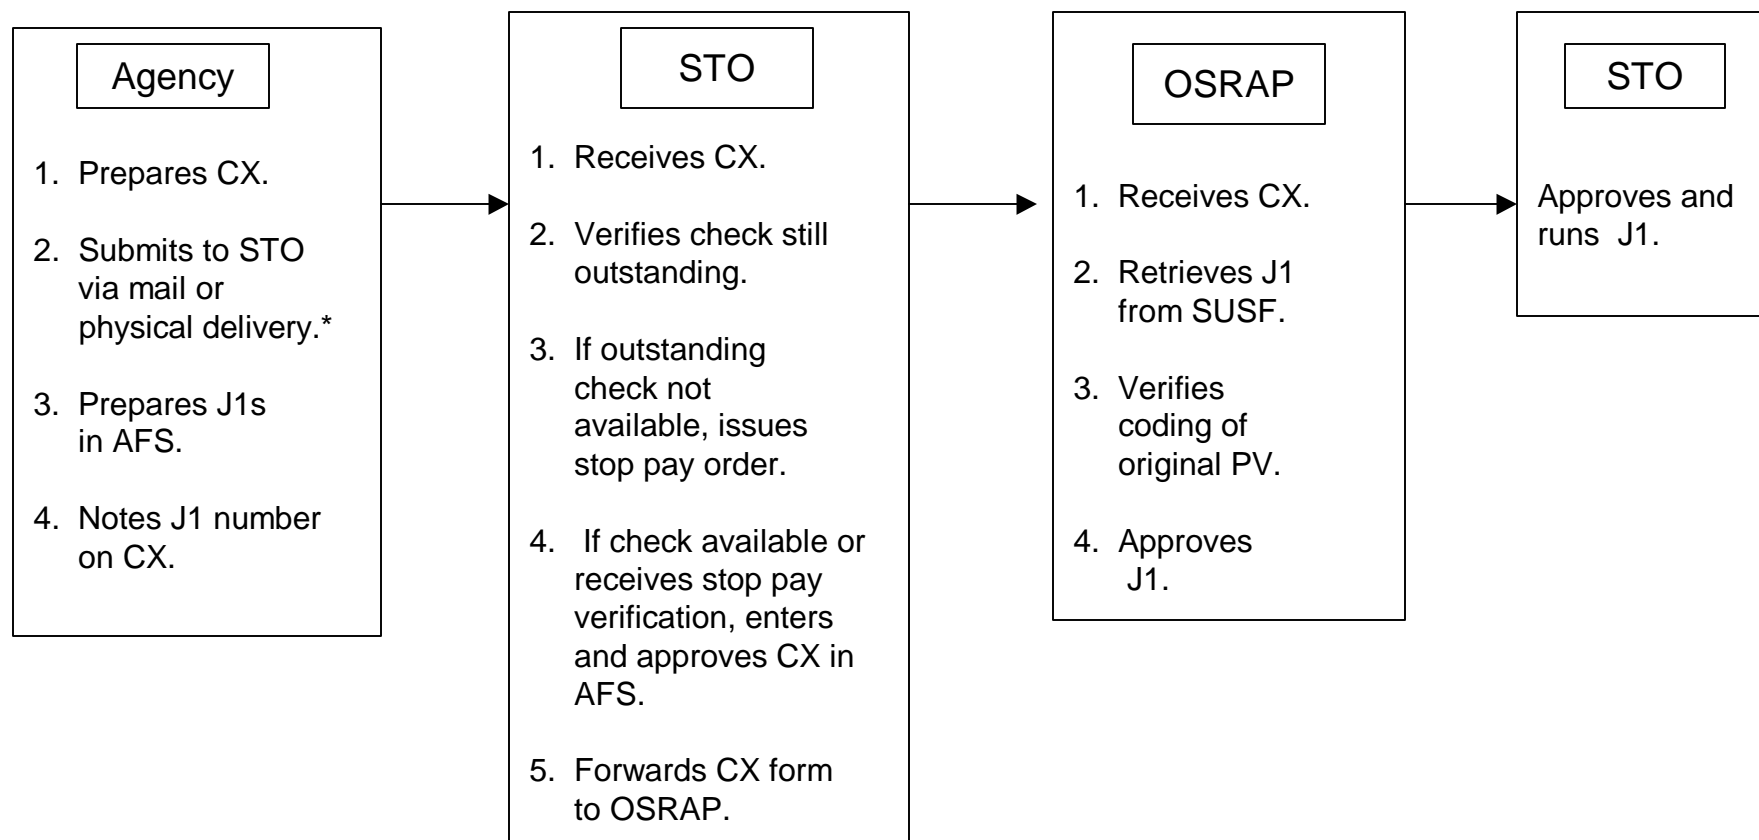 Agency
1. Prepares CX.
2. Submits to STO
via mail or
physical delivery.*
3. Prepares J1s
in AFS.
4. Notes J1 number
on CX.
STO
1. Receives CX.
2. Verifies check still
outstanding.
3. If outstanding
check not
available, issues
stop pay order.
4. If check available or
receives stop pay
verification, enters
and approves CX in
AFS.
5. Forwards CX form
to OSRAP.
OSRAP
1. Receives CX.
2. Retrieves J1
from SUSF.
3. Verifies
coding of
original PV.
4. Approves
J1.
STO
Approves and
runs J1.